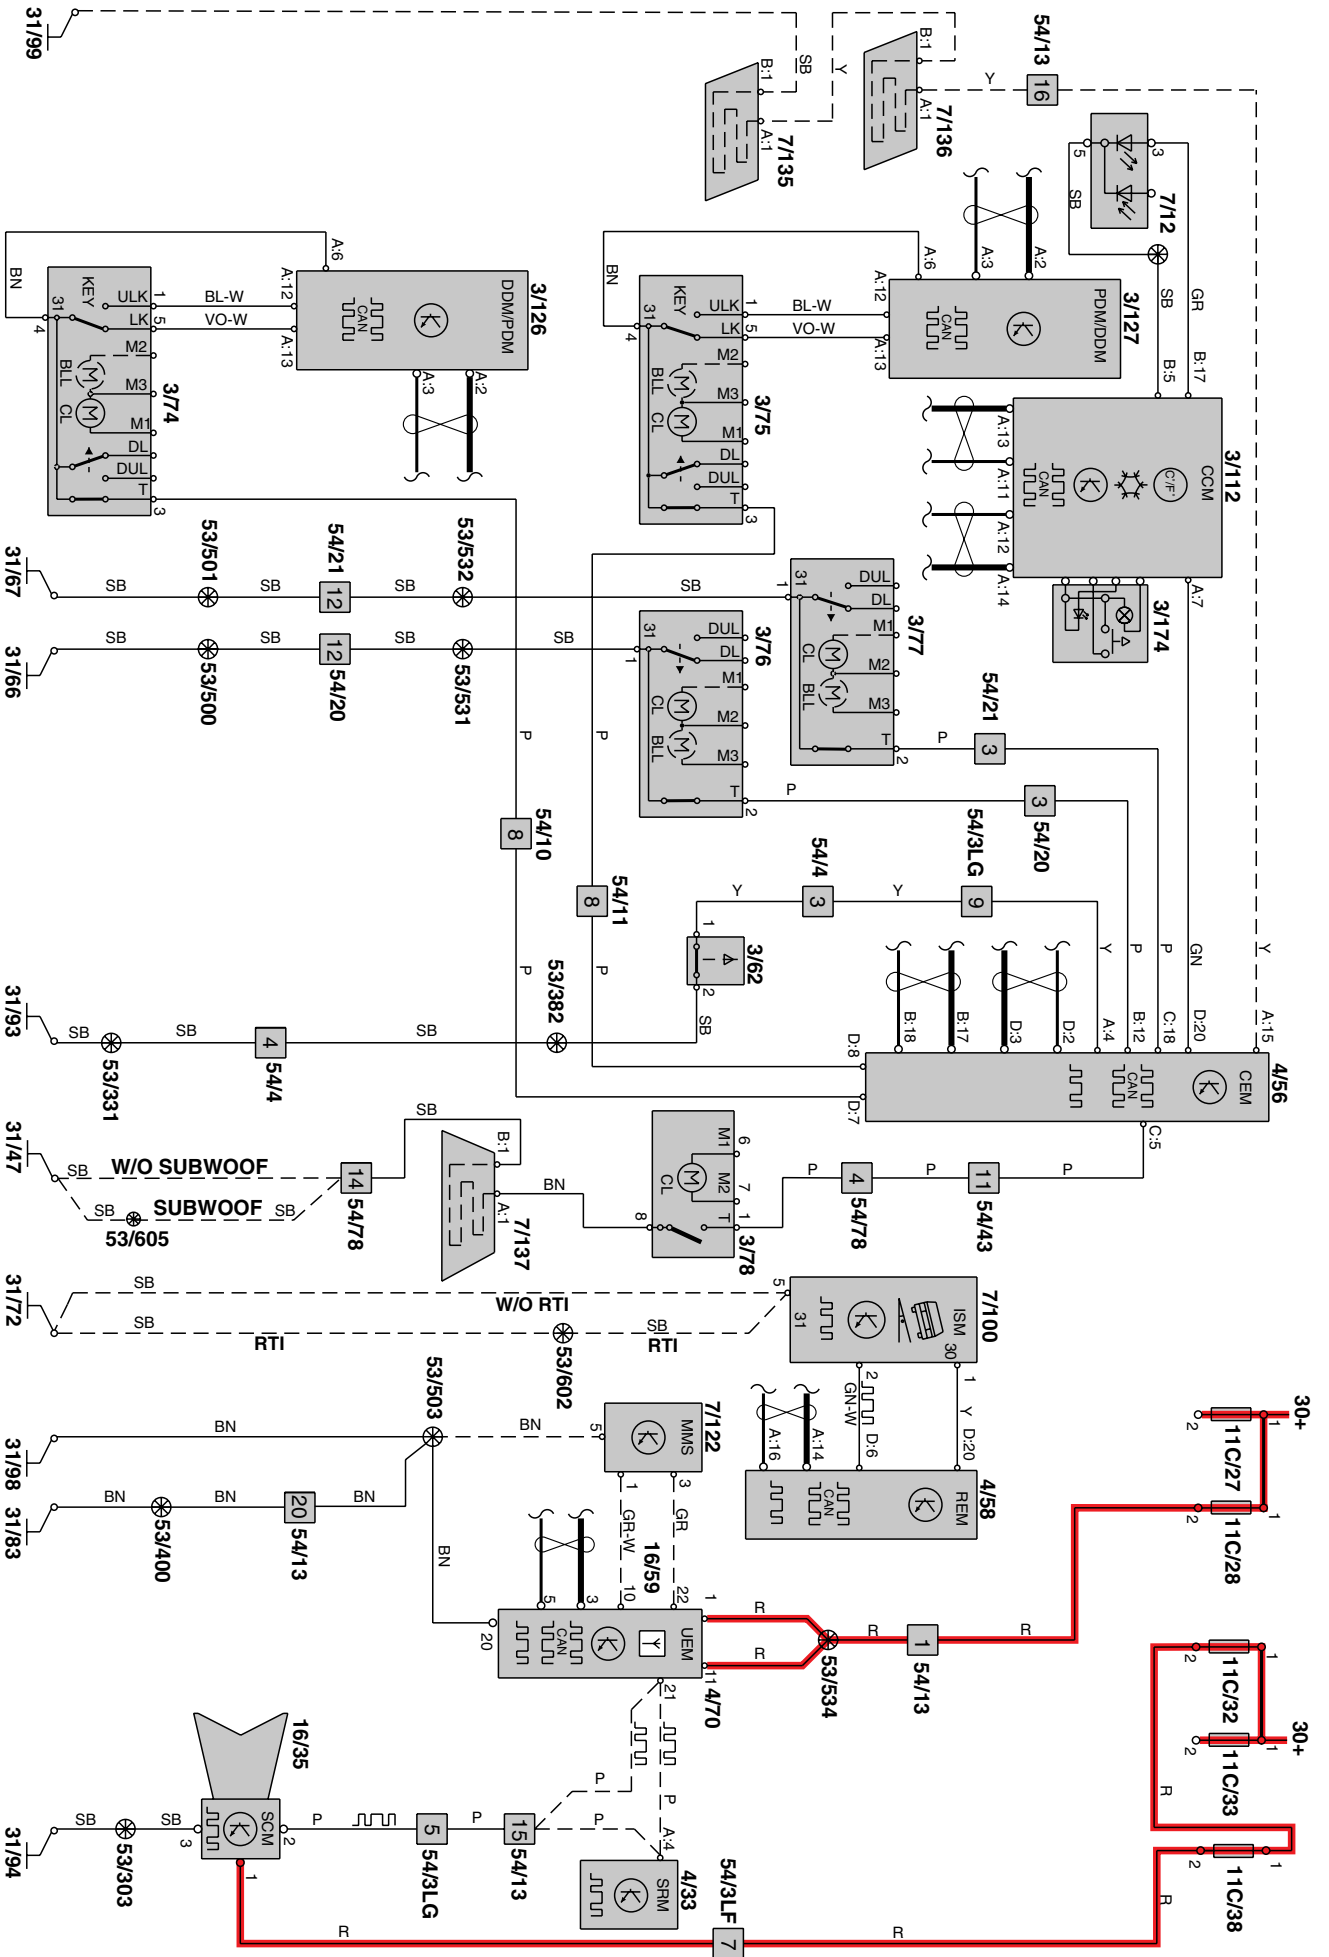 31/99
SB
Y
B:1
A:1
7/135
B:1
A:1
7/136
Y
16
54/13
Y
A:15
3
5
7/12
SB
SB
GR
B:5
B:17
3/112
CCM
C°/F°
CAN
A:13
A:11
A:12
A:14
A:7
3/174
GN
D:20
3/127
PDM/DDM
CAN
A:2
A:3
A:6
A:12
A:13
BN
BL-W
VO-W
3/75
KEY
ULK
LK
M2
M3
M1
DL
DUL
T
31
BLL
CL
M
M
1
5
4
3
3/126
DDM/PDM
CAN
A:2
A:3
A:6
A:12
A:13
BN
BL-W
VO-W
3/74
KEY
ULK
LK
M2
M3
M1
DL
DUL
T
31
BLL
CL
M
M
1
5
4
3
3/77
DUL
DL
M1
M2
M3
T
31
CL
BLL
M
M
1
2
P
3
54/21
P
C:18
3/76
DUL
DL
M1
M2
M3
T
31
CL
BLL
M
M
1
2
P
3
54/20
P
B:12
SB
53/532
SB
12
54/21
SB
53/501
SB
31/67
SB
53/531
SB
12
54/20
SB
53/500
SB
31/66
P
8
54/10
P
D:7
P
8
54/11
P
D:8
4/56
CEM
CAN
A:4
D:2
D:3
B:17
B:18
C:5
Y
9
54/3LG
Y
3
54/4
Y
1
2
3/62
SB
53/382
SB
4
54/4
SB
53/331
SB
31/93
P
11
54/43
P
4
54/78
P
3/78
M1
M2
T
CL
M
6
7
1
8
BN
7/137
A:1
B:1
SB
14
54/78
W/O SUBWOOF
SUBWOOF
SB
SB
SB
53/605
31/47
7/100
ISM
30
31
5
1
2
Y
D:20
GN-W
D:6
4/58
REM
CAN
A:14
A:16
SB
W/O RTI
SB
RTI
53/602
SB
RTI
31/72
7/122
MMS
5
1
3
GR
GR-W
22
10
16/59
BN
53/503
BN
31/98
BN
20
54/13
BN
53/400
BN
31/83
BN
20
4/70
UEM
CAN
3
5
1
11
21
R
R
53/534
R
1
54/13
R
30+
1
2
11C/27
1
2
11C/28
30+
1
2
11C/32
1
2
11C/33
R
1
2
11C/38
R
R
7
54/3LF
R
1
4/33
SRM
A:4
P
P
P
15
54/13
P
5
54/3LG
P
2
SCM
16/35
3
SB
53/303
SB
31/94